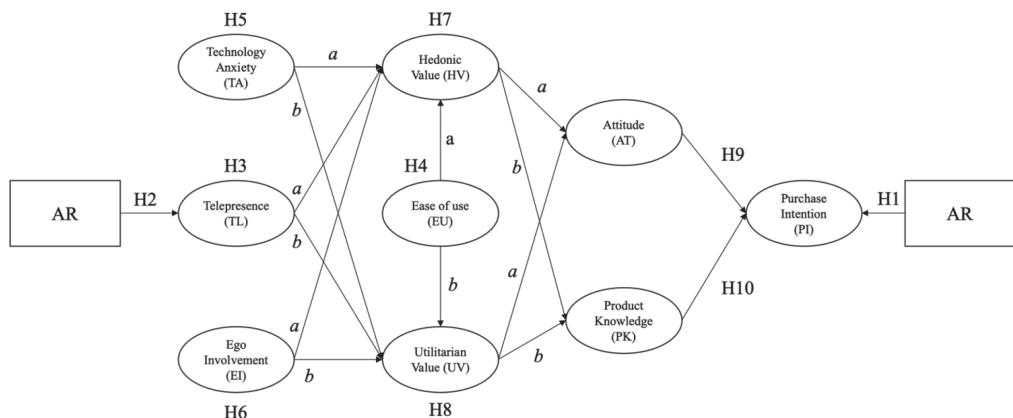 H5
H7
Technology
Anxiety
(TA)
a
Hedonic
Value (HV)
b
a
Attitude
(AT)
a
H3
H4
b
H9
AR
H2
Telepresence
(TL)
a
b
Ease of use
(EU)
Purchase
Intention
(PI)
H1
AR
b
a
H10
Product
Knowledge
(PK)
a
Ego
Involvement
(EI)
b
Utilitarian
Value (UV)
b
H6
H8